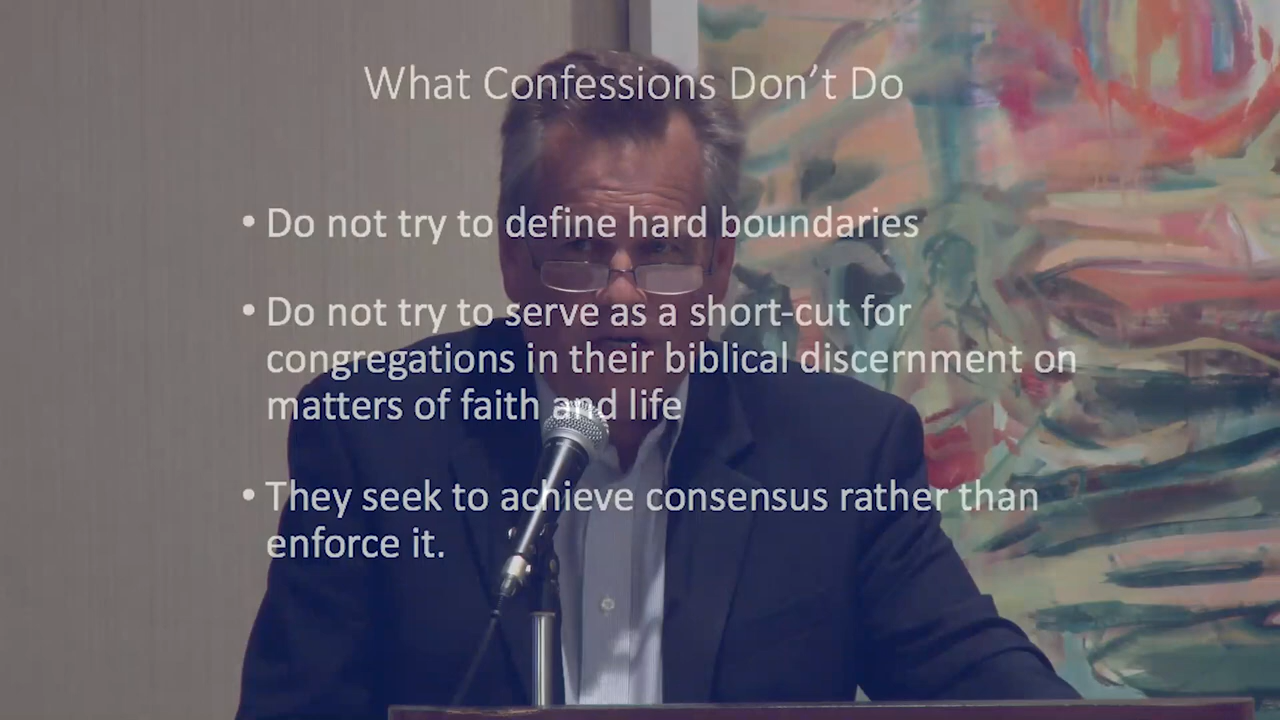 What Confessions Don’t Do
• Do not try to define hard boundaries
• Do not try to serve as a short-cut for
congregations in their biblical discernment on
matters of faith and life
• They seek to achieve consensus rather than
enforce it.